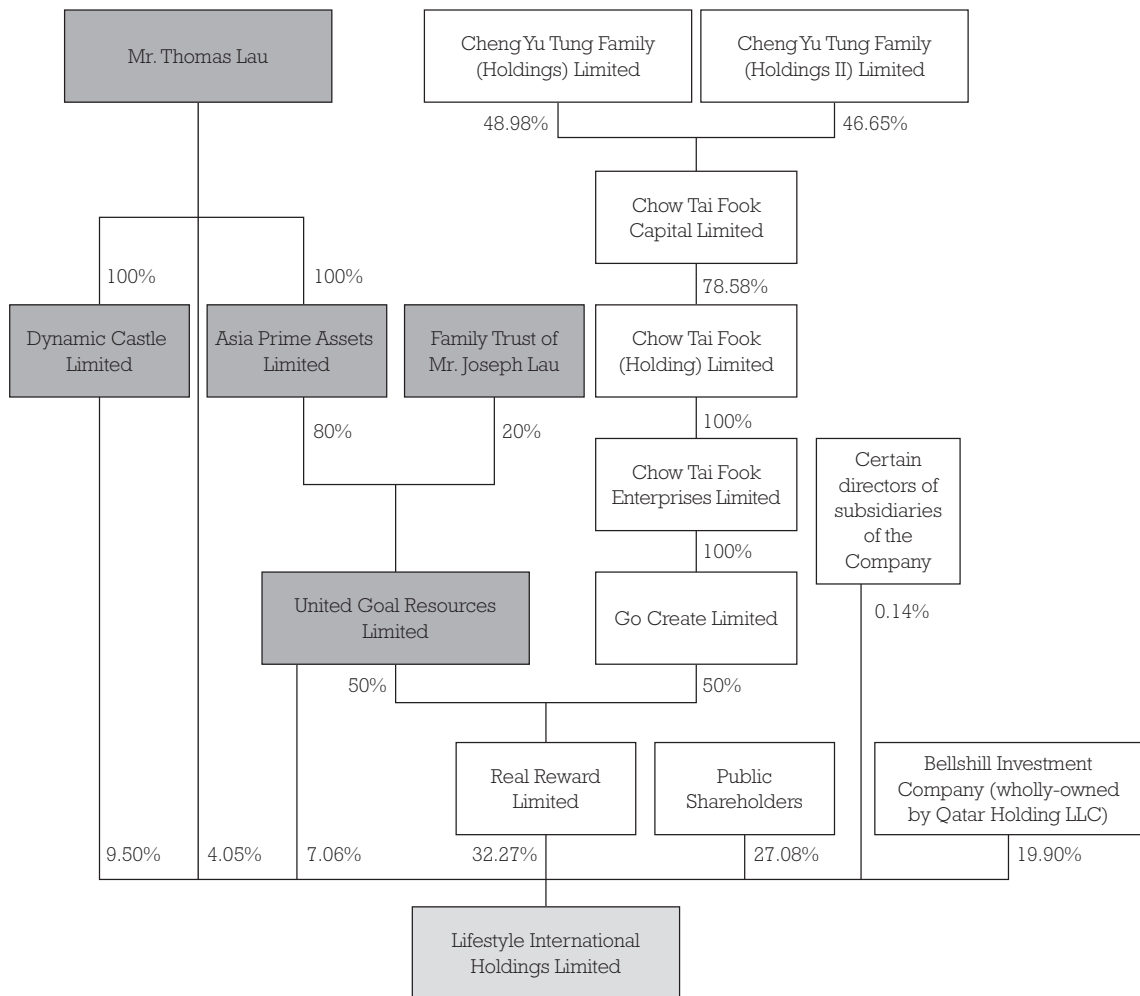 Mr. Thomas Lau
Cheng Yu Tung Family
(Holdings) Limited
Cheng Yu Tung Family
(Holdings II) Limited
48.98%
46.65%
Chow Tai Fook
Capital Limited
100%
100%
78.58%
Dynamic Castle
Limited
Asia Prime Assets
Limited
Family Trust of
Mr. Joseph Lau
Chow Tai Fook
(Holding) Limited
80%
20%
100%
Chow Tai Fook
Enterprises Limited
Certain
directors of
subsidiaries
of the
Company
100%
United Goal Resources
Limited
Go Create Limited
0.14%
50%
50%
Real Reward
Limited
Public
Shareholders
Bellshill Investment
Company (wholly-owned
by Qatar Holding LLC)
9.50%
4.05%
7.06%
32.27%
27.08%
19.90%
Lifestyle International
Holdings Limited